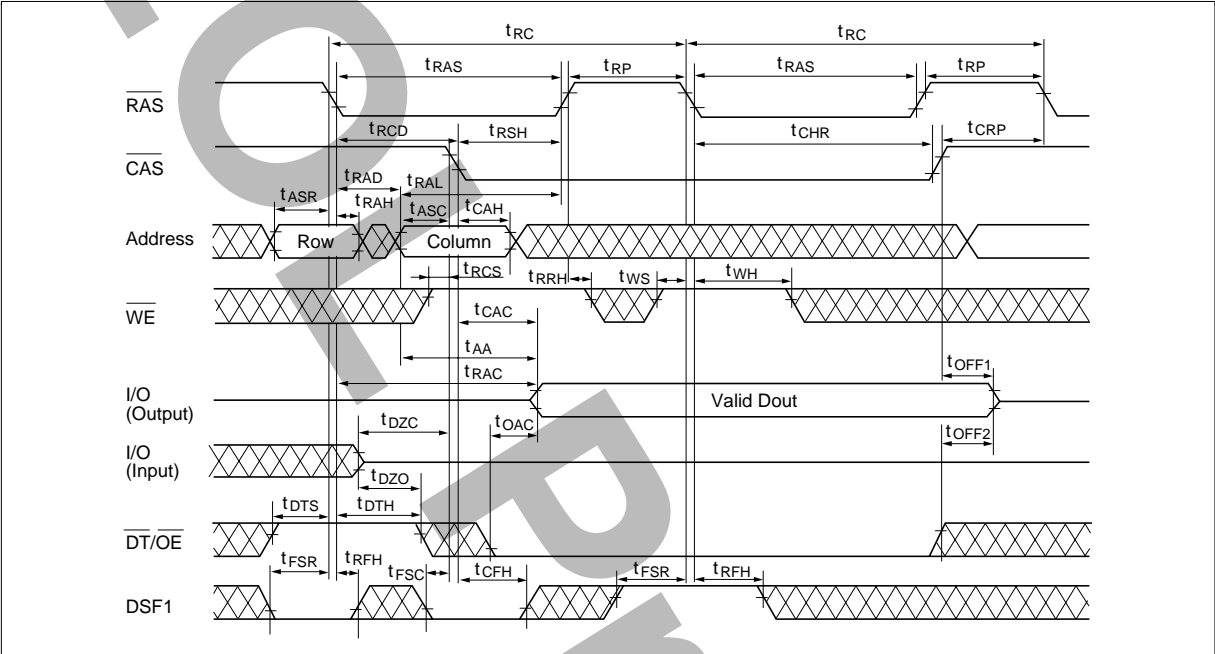 tRC tRC
tRAS tRP tRAS tRP
RAS
tRCD tRSH tCHR tCRP
CAS
tRAD tRAL
tASR tRAH tASC tCAH
Address Row Column
tRCS tRRH tWS tWH
WE
tCAC
tAA
tRAC tOFF1
I/O
(Output)
Valid Dout
tDZC tOAC tOFF2
I/O
(Input)
tDZO
tDTS tDTH
DT/OE
tFSR tRFH tFSC tCFH tFSR tRFH
DSF1